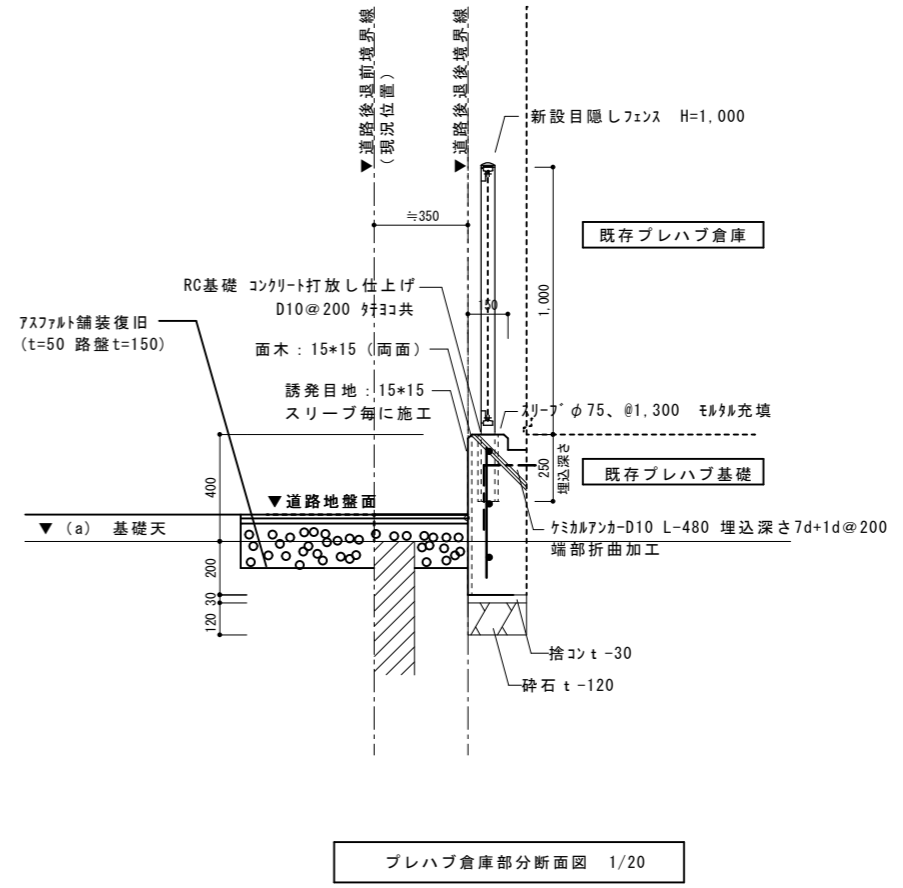 ▼道路後退前境界線
(現況位置)
▼道路後退後境界線
新設目隠しフェンス H=1,000
≒350
既存プレハブ倉庫
RC基礎 コンクリート打放し仕上げ
D10@200 タテヨコ共
150
1,000
アスファルト舗装復旧
(t=50 路盤t=150)
面木：15*15 (両面)
誘発目地：15*15
スリーブ毎に施工
スリーブφ75、@1,300 モルタル充填
250
埋込深さ
既存プレハブ基礎
400
▼道路地盤面
▼ (a) 基礎天
ケミカルアンカーD10 L-480 埋込深さ7d+1d@200
端部折曲加工
200
30
120
捨コンt-30
砕石t-120
プレハブ倉庫部分断面図 1/20